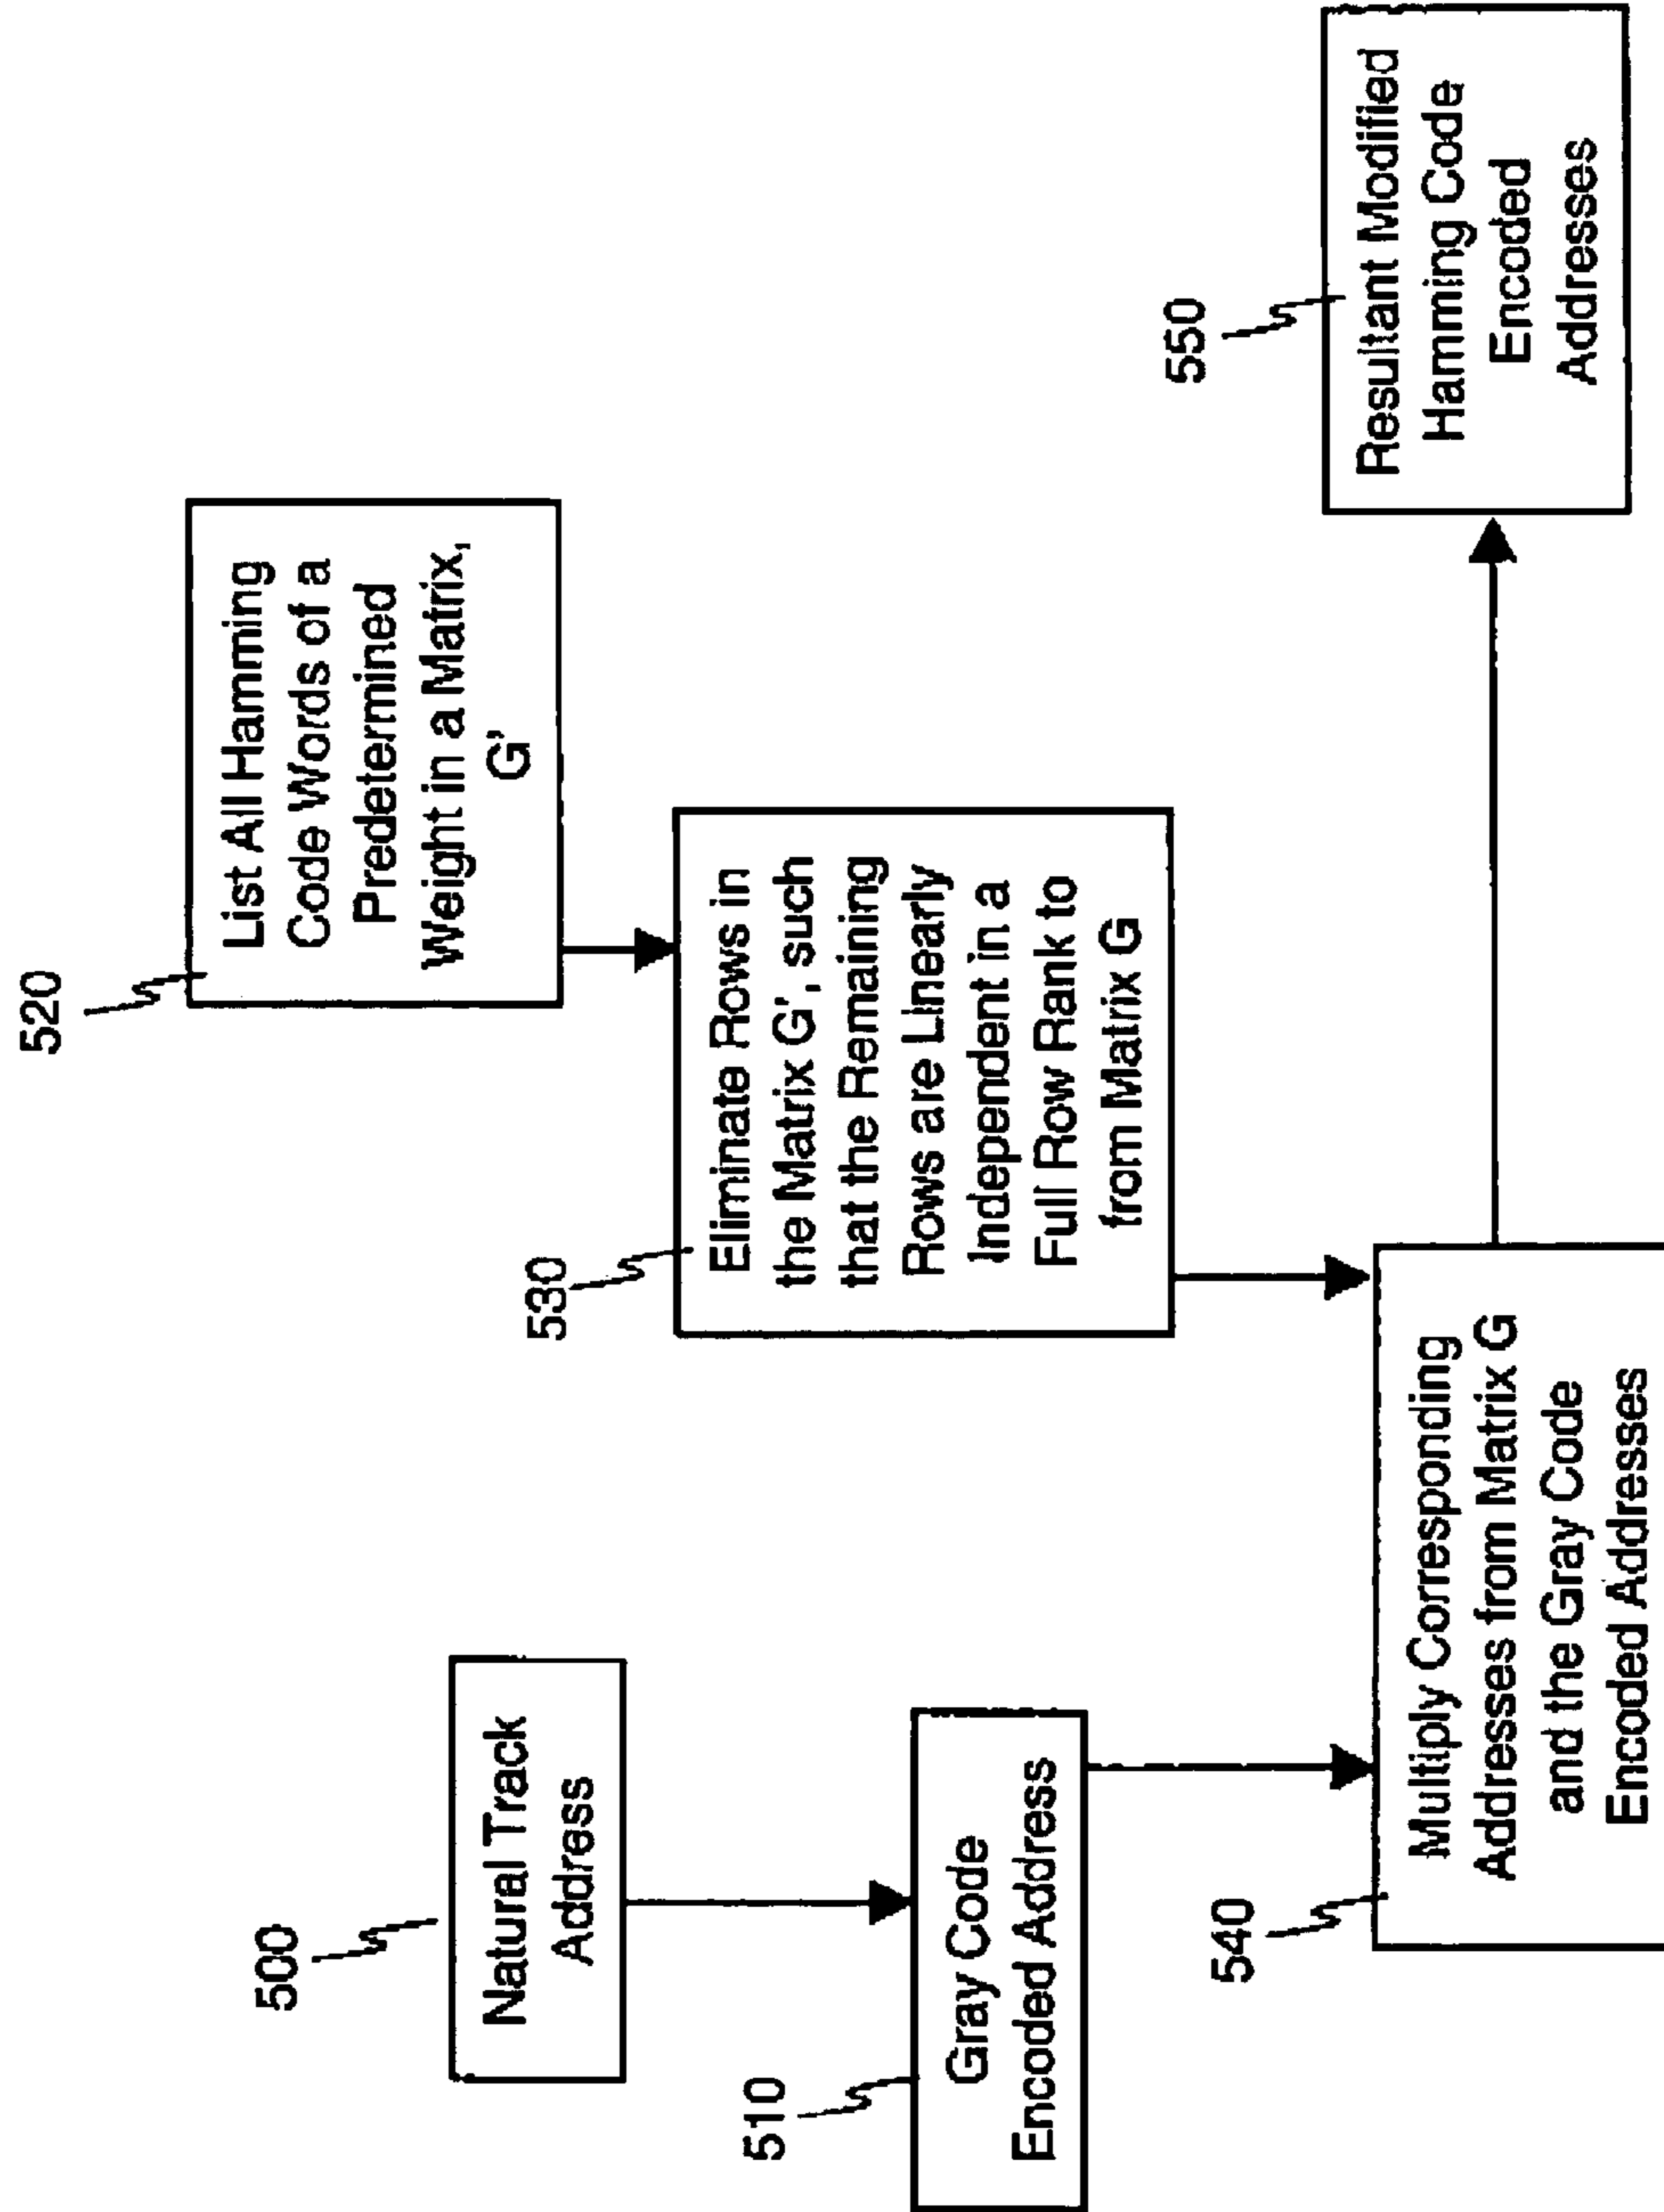 500
Natural Track
Address
510
Gray Code
Encoded Address
520
List All Hamming
Code Words of a
Predetermined
Weight in a Matrix,
G'
530
Eliminate Rows in
the Matrix G', such
that the Remaining
Rows are Linearly
Independent in a
Full Row Rank to
from Matrix G
540
Multiply Corresponding
Addresses from Matrix G
and the Gray Code
Encoded Addresses
550
Resultant Modified
Hamming Code
Encoded
Addresses